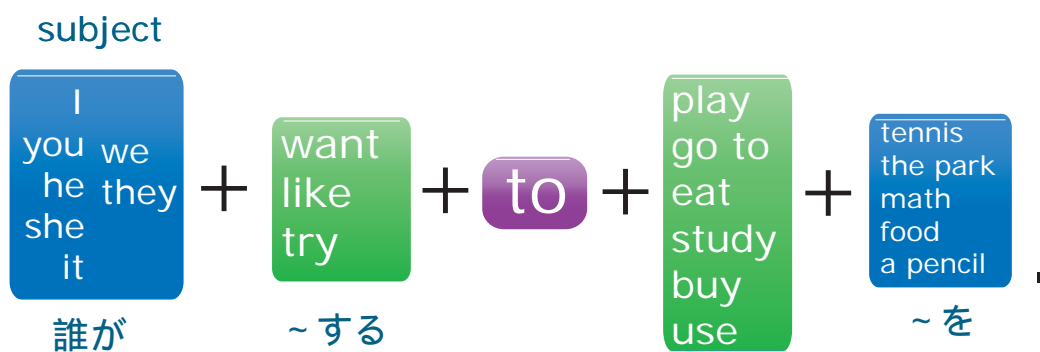 subject
I
you we
he they
she
it
+
want
like
try
+
to
+
play
go to
eat
study
buy
use
+
tennis
the park
math
food
a pencil
.
誰が
~する
~を